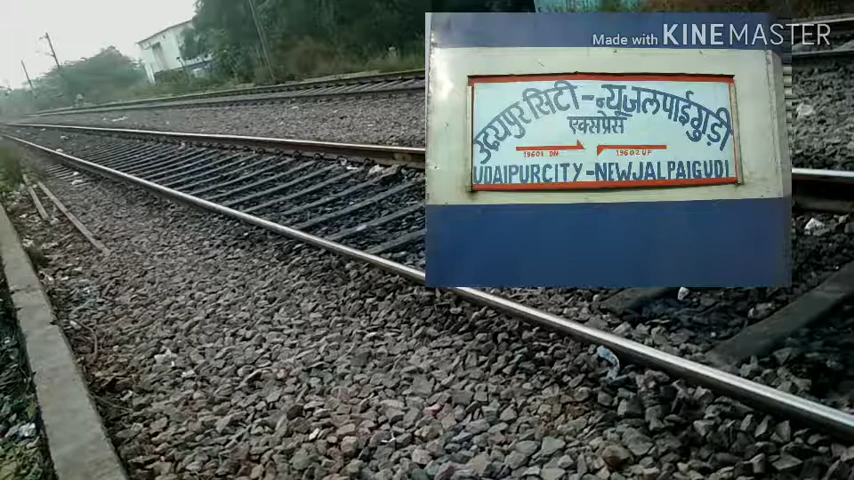 Made with KINEMASTER
उदयपुर सिटी-न्यूजलपाईगुड़ी
एक्सप्रेस
19601 DN 19602 UP
UDAIPURCITY-NEWJALPAIGUDI